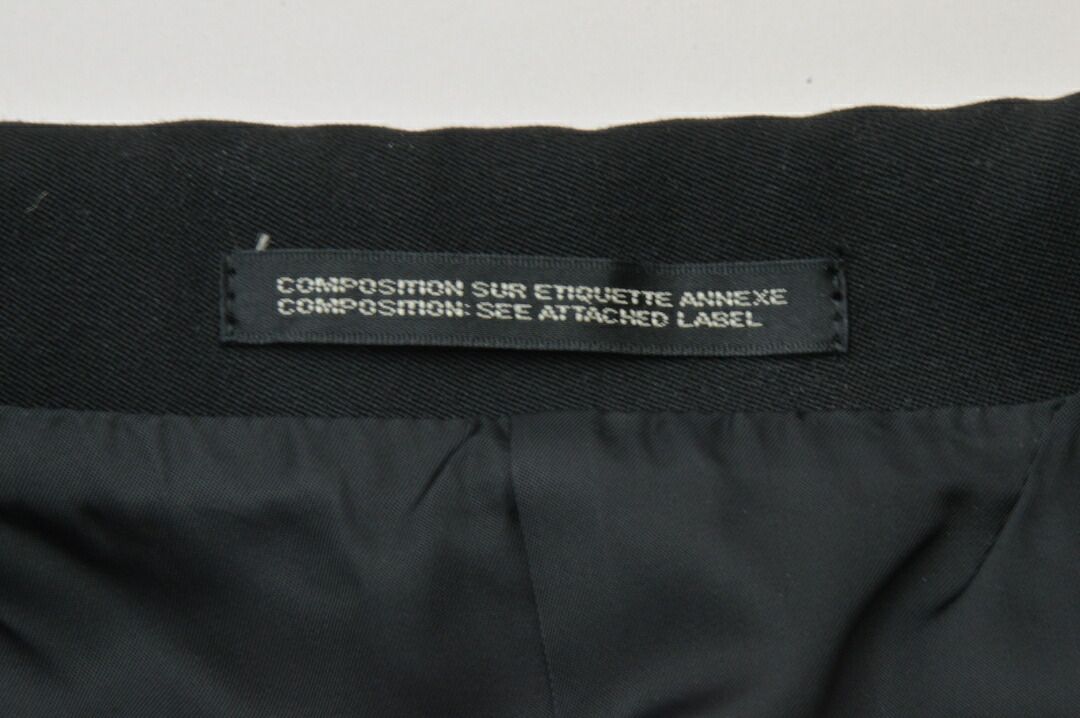 COMPOSITION SUR ETIQUETTE ANNEXE
COMPOSITION: SEE ATTACHED LABEL